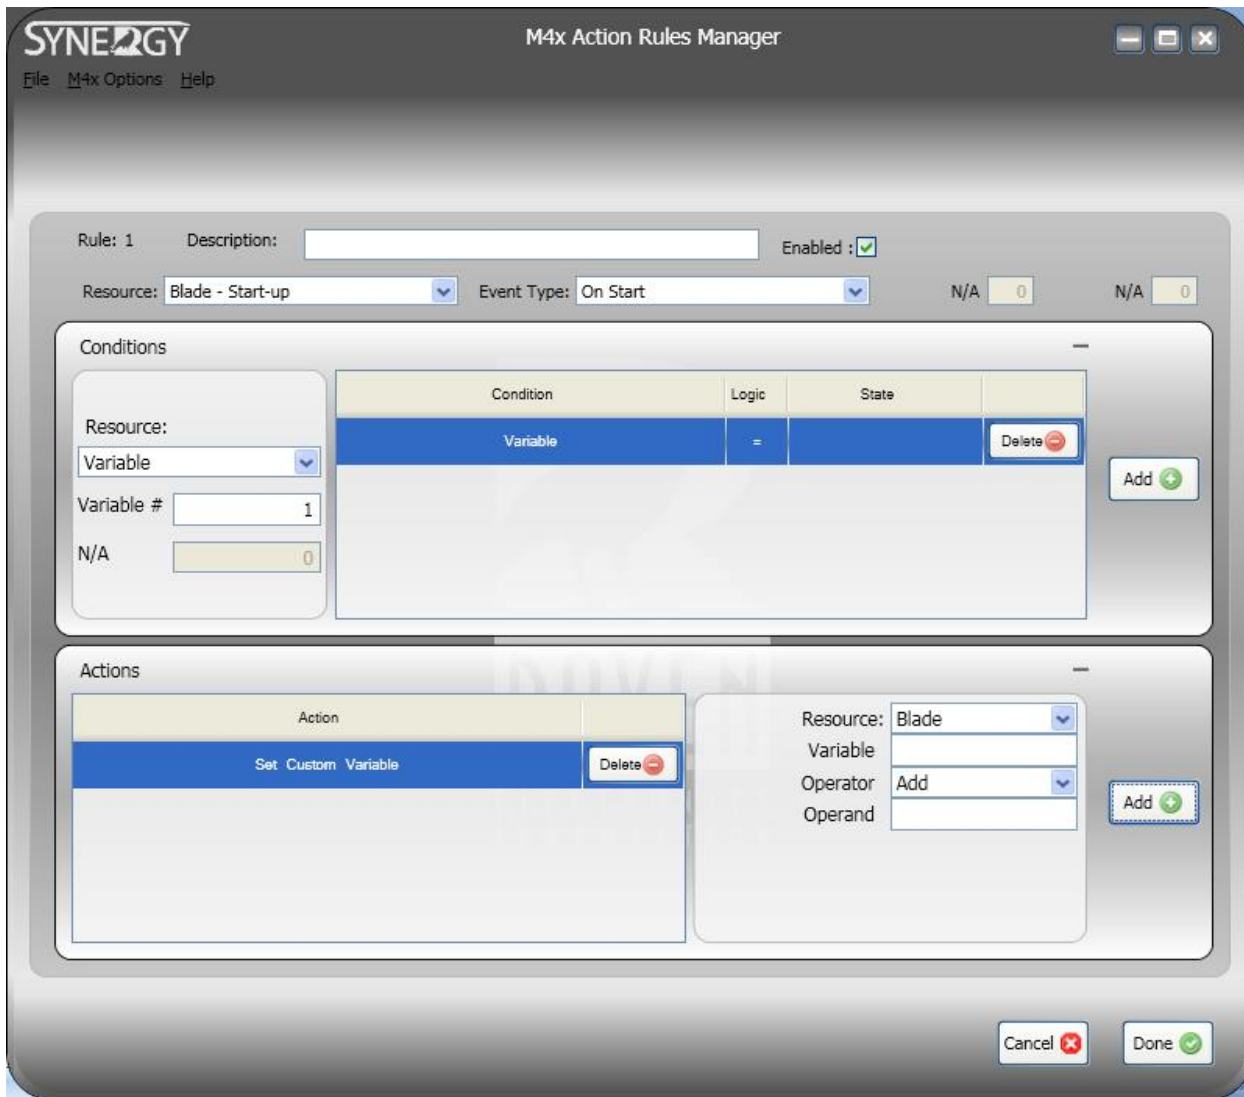 SYNERGY
M4x Action Rules Manager
File M4x Options Help
Rule: 1 Description: Enabled :
Resource: Blade - Start-up Event Type: On Start N/A 0 N/A 0
Conditions
Condition Logic State
Resource:
Variable = Delete
Variable
Add
Variable # 1
N/A 0
DUVEN
Actions
Action
Resource: Blade
Set Custom Variable Delete
Variable
Operator Add
Add
Operand
Cancel Done